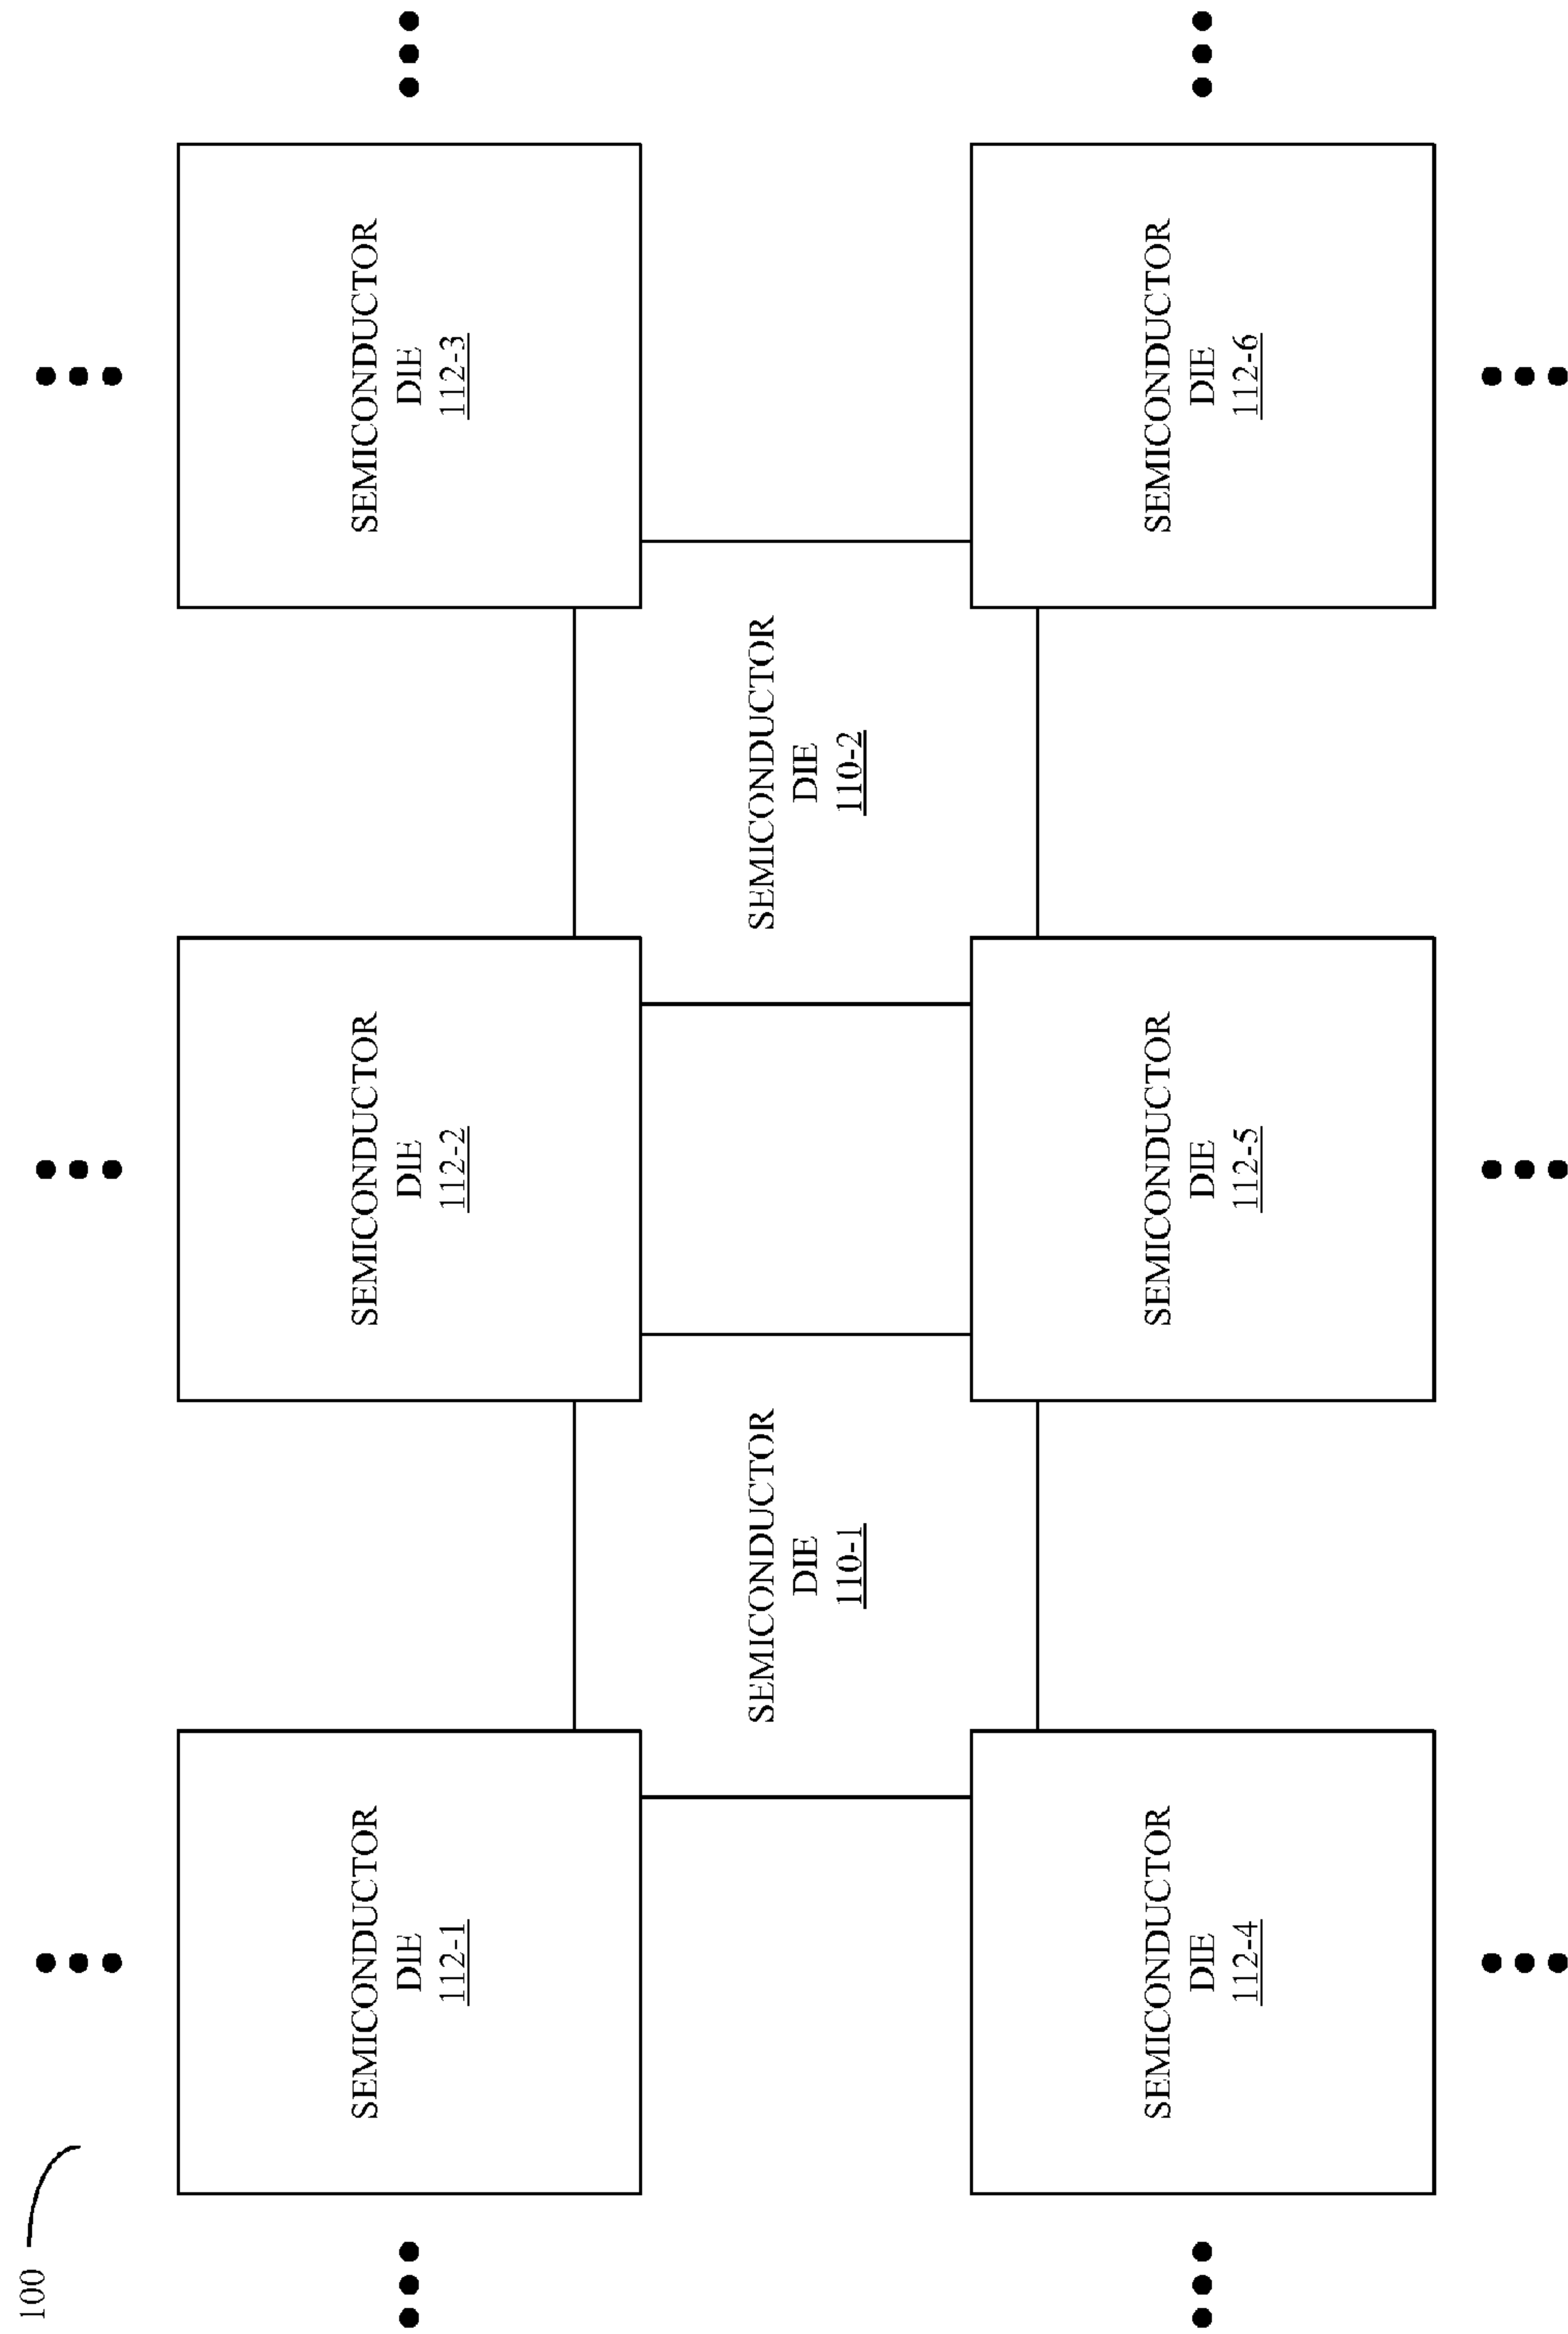 100
SEMICONDUCTOR
DIE
112-1
SEMICONDUCTOR
DIE
112-2
SEMICONDUCTOR
DIE
112-3
SEMICONDUCTOR
DIE
110-1
SEMICONDUCTOR
DIE
110-2
SEMICONDUCTOR
DIE
112-4
SEMICONDUCTOR
DIE
112-5
SEMICONDUCTOR
DIE
112-6